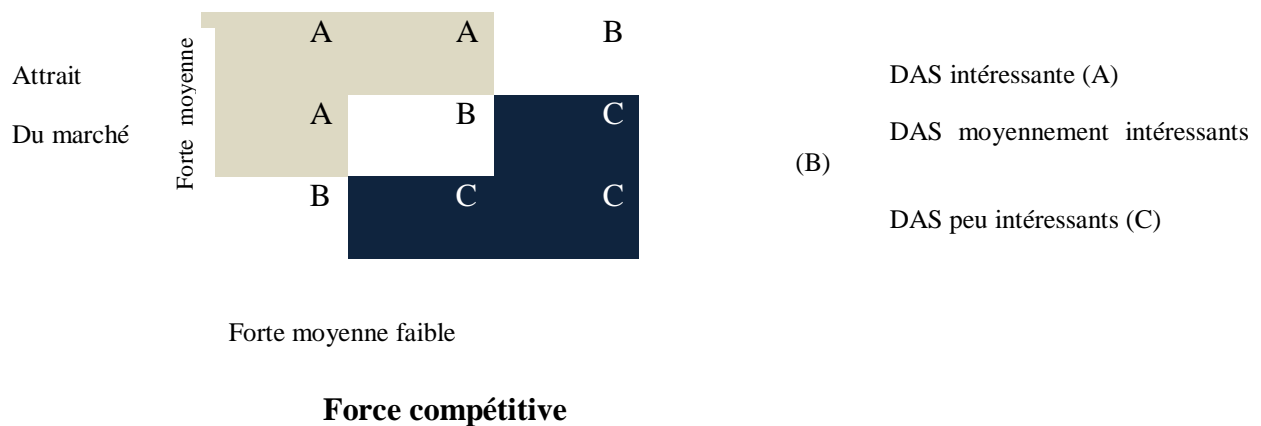 A A B
Attrait
Du marché
Forte moyenne
A B C
B C C
DAS intéressante (A)
DAS moyennement intéressants
(B)
DAS peu intéressants (C)
Forte moyenne faible
Force compétitive